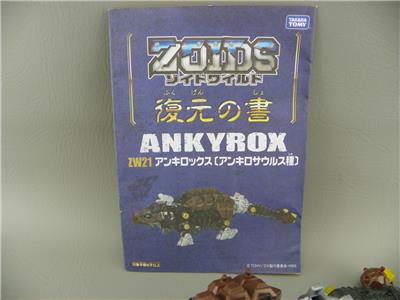 TAKARA TOMY
ZOIDS
ゾイドワイルド
ふく げん しょ
復元の書
ANKYROX
ZW21 アンキロックス〔アンキロサウルス種〕